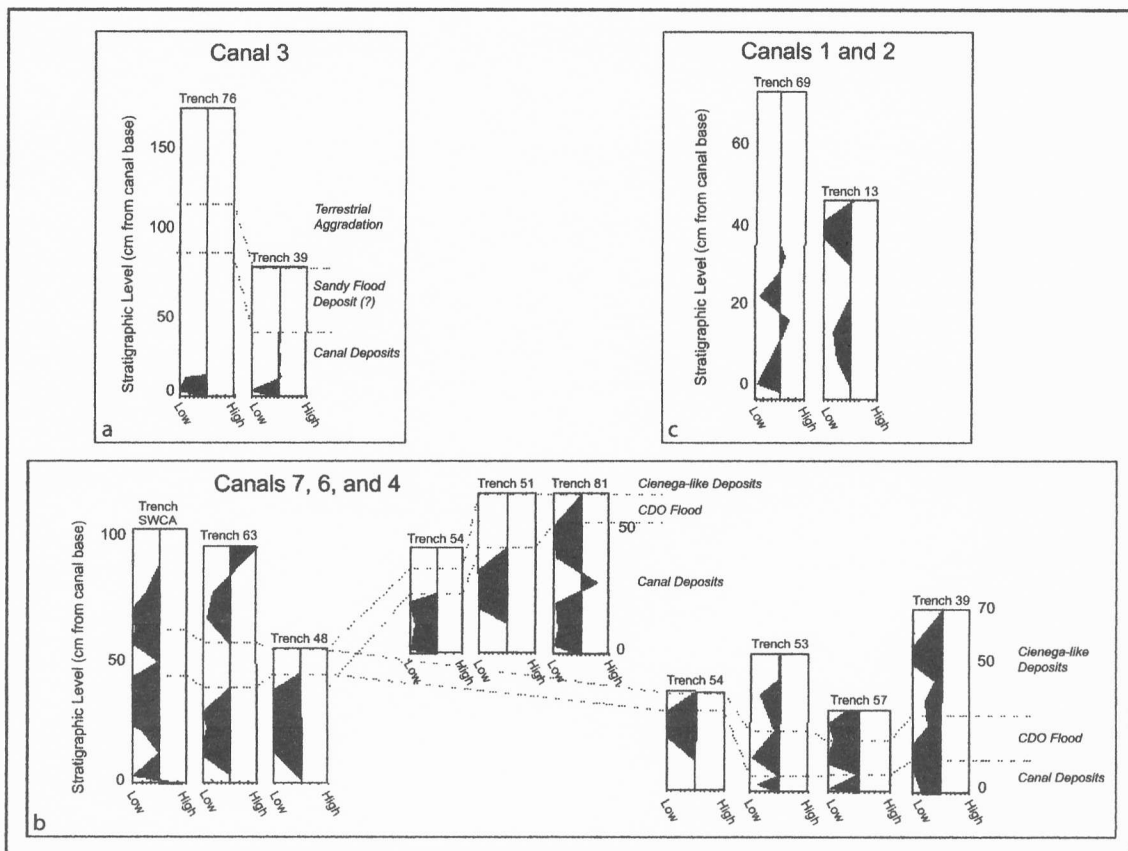 Canal 3
Trench 76
Stratigraphic Level (cm from canal base)
150
100
50
0
Trench 39
Terrestrial
Aggradation
Sandy Flood
Deposit (?)
Canal Deposits
Low
High
Low
High
a
Canals 1 and 2
Trench 69
Stratigraphic Level (cm from canal base)
60
40
20
0
Trench 13
Low
High
Low
High
c
Canals 7, 6, and 4
Trench
SWCA
Stratigraphic Level (cm from canal base)
100
50
0
Trench 63
Trench 48
Low
High
Low
High
Low
High
Trench 54
Trench 51
Trench 81
50
0
Cienega-like Deposits
CDO Flood
Canal Deposits
Low
High
Low
High
Low
High
Trench 54
Trench 53
Trench 57
Trench 39
70
50
0
Cienega-like
Deposits
CDO Flood
Canal Deposits
Low
High
Low
High
Low
High
Low
High
b